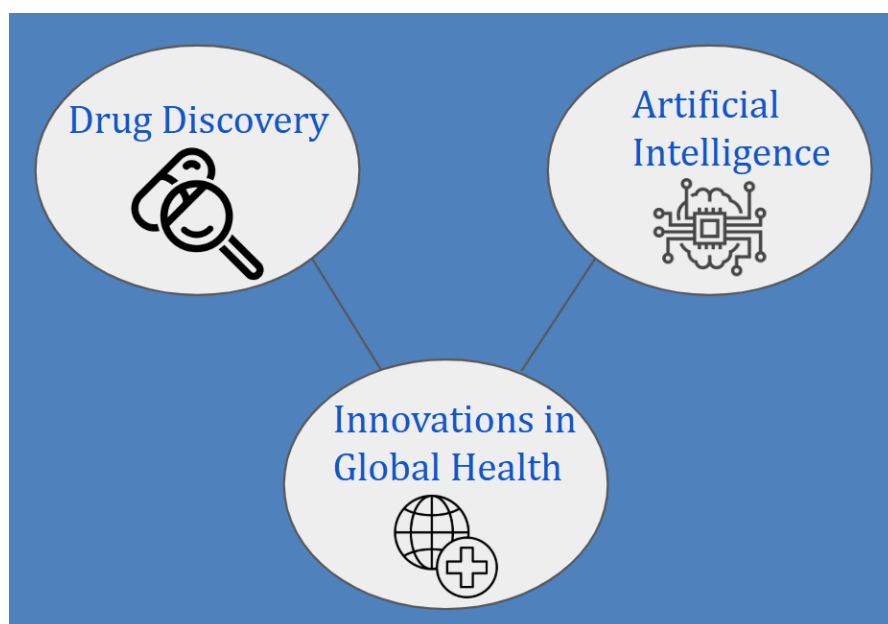 Drug Discovery
Artificial
Intelligence
Innovations in
Global Health